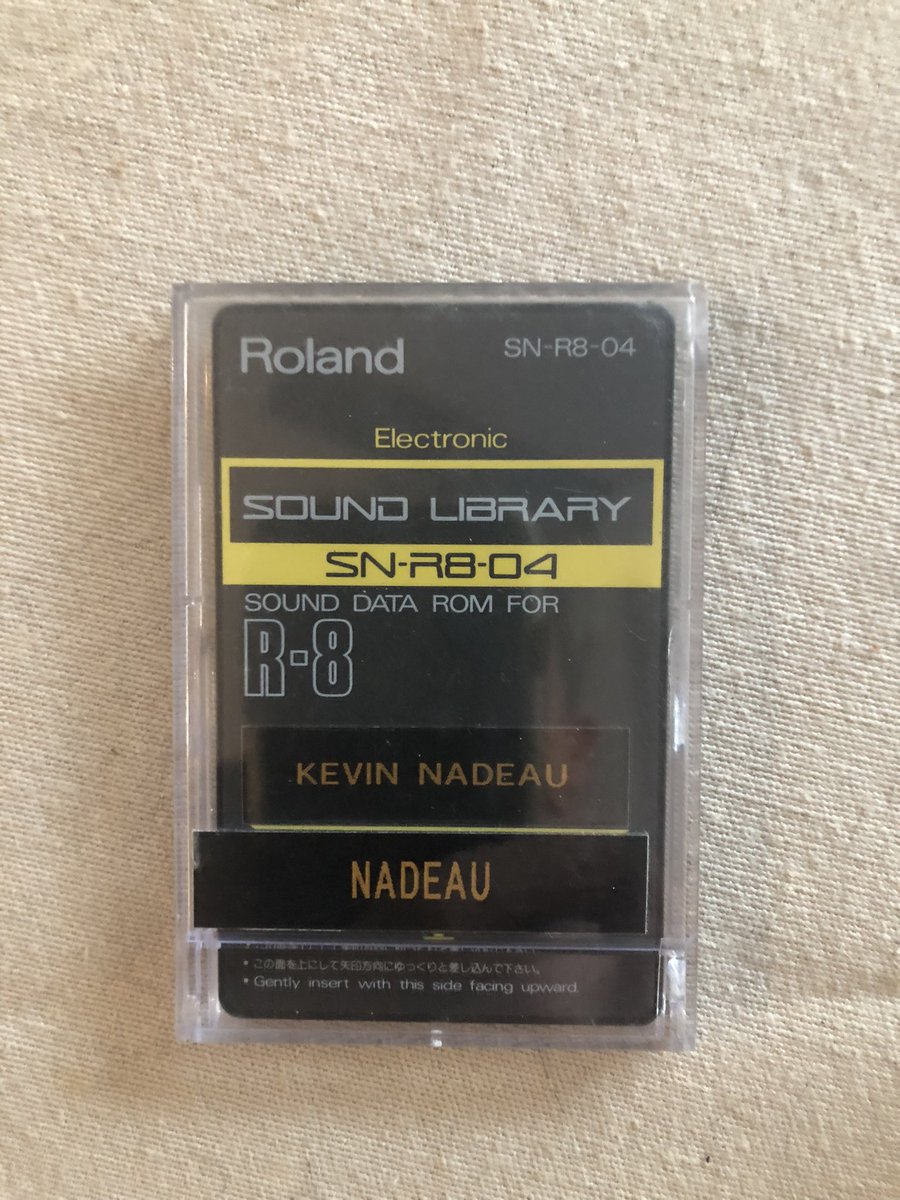 Roland SN-R8-04
Electronic
SOUND LIBRARY
SN-R8-04
SOUND DATA ROM FOR
R-8
KEVIN NADEAU
NADEAU
• この面を上にして矢印方向にゆっくりと差し込んで下さい。
• Gently insert with this side facing upward.